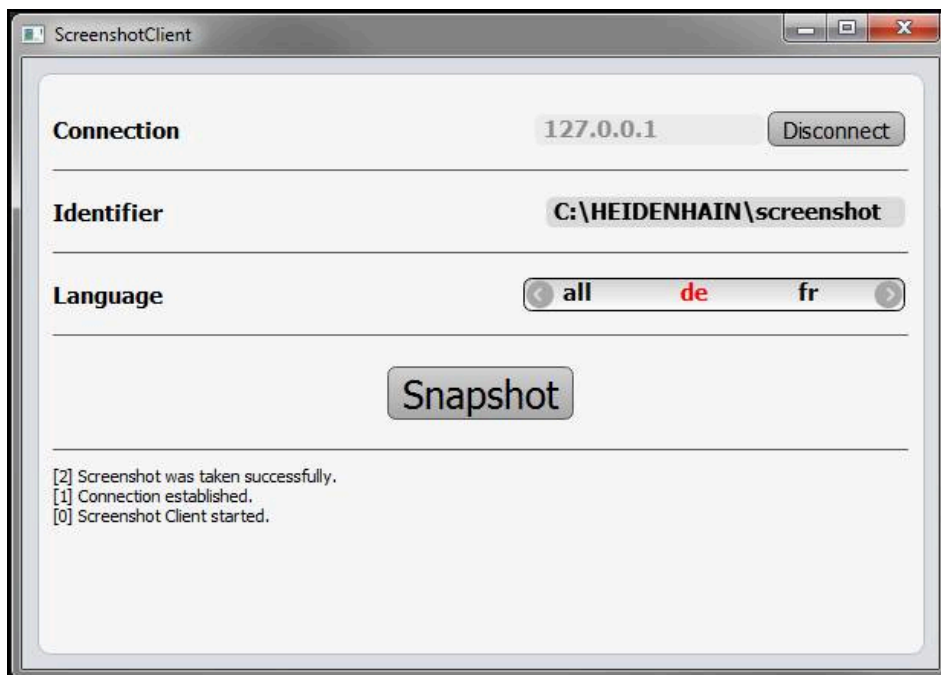 ScreenshotClient
Connection 127.0.0.1 Disconnect
Identifier C:\HEIDENHAIN\screenshot
Language all de fr
Snapshot
[2] Screenshot was taken successfully.
[1] Connection established.
[0] Screenshot Client started.